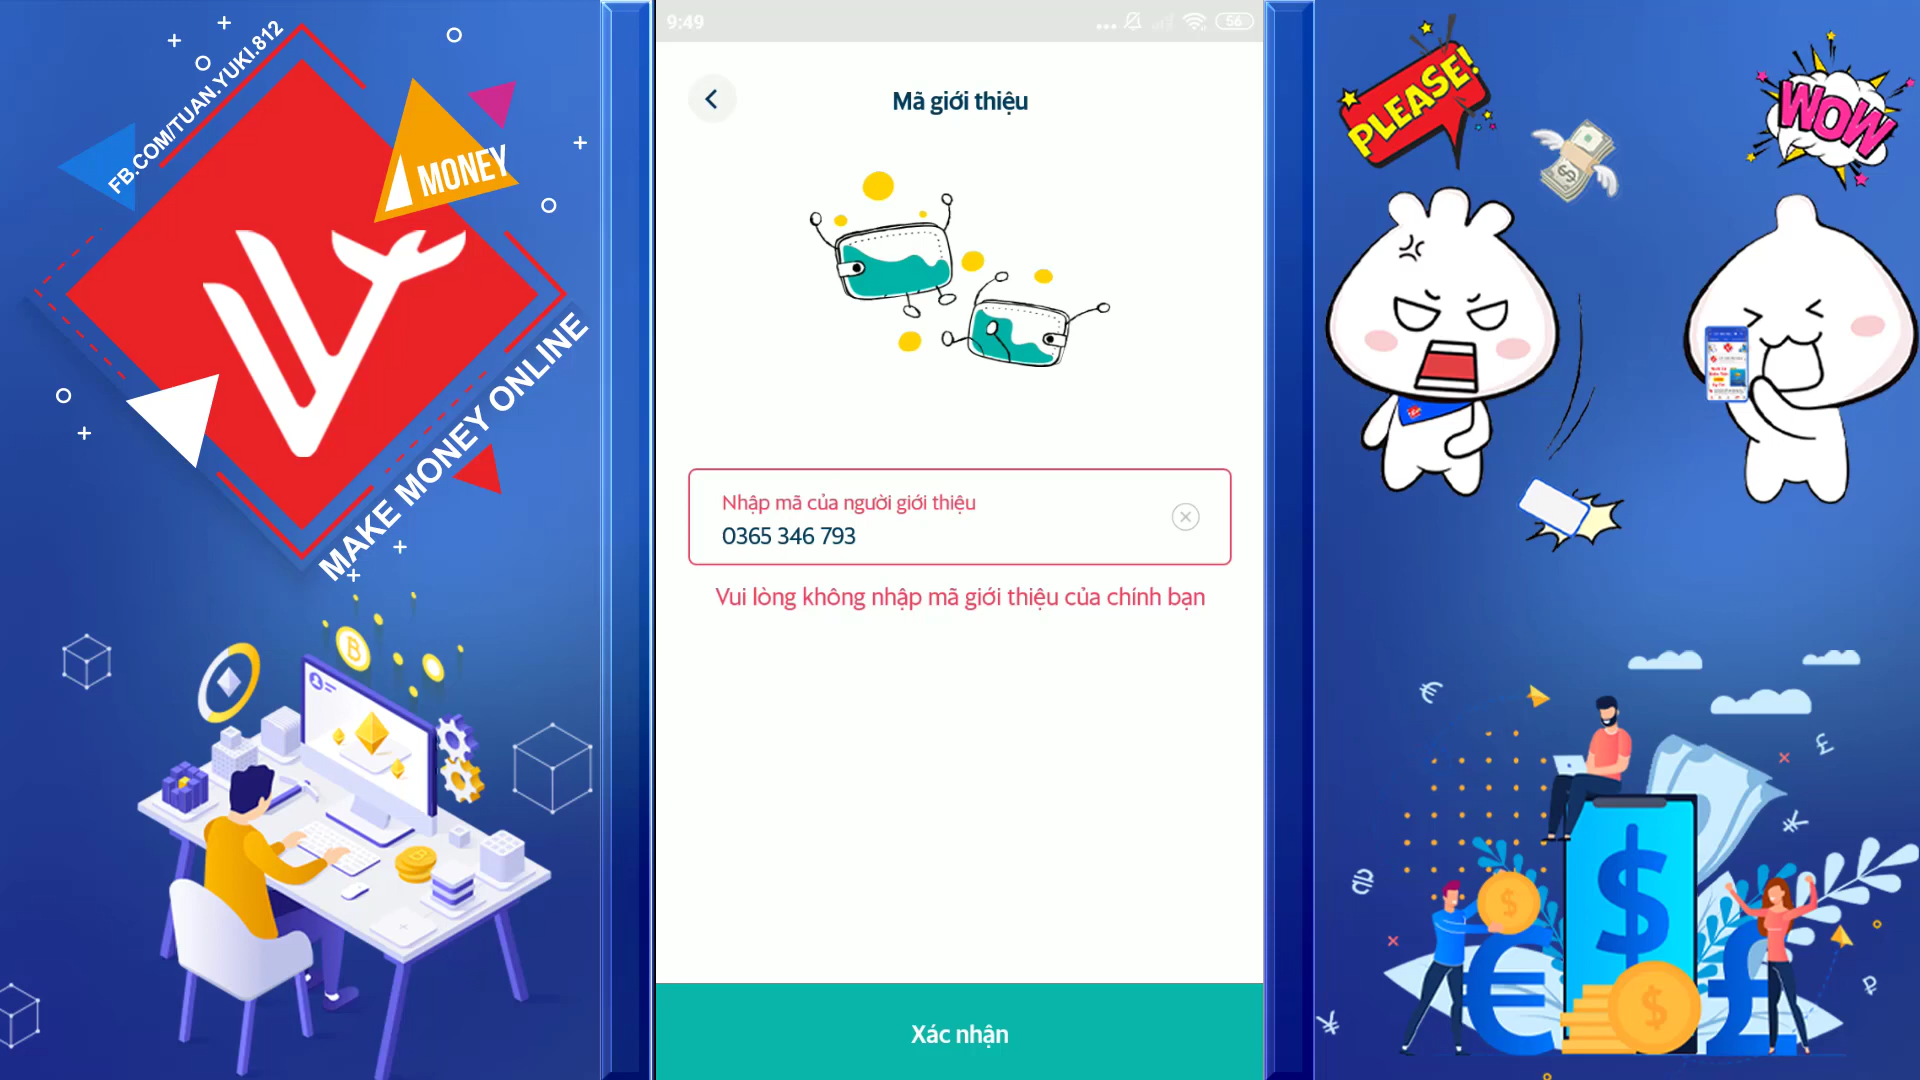 FB.COM/TUAN.YUKI.812
MONEY
MAKE MONEY ONLINE
9:49
56
Mã giới thiệu
Nhập mã của người giới thiệu
0365 346 793
Vui lòng không nhập mã giới thiệu của chính bạn
Xác nhận
PLEASE!
WOW